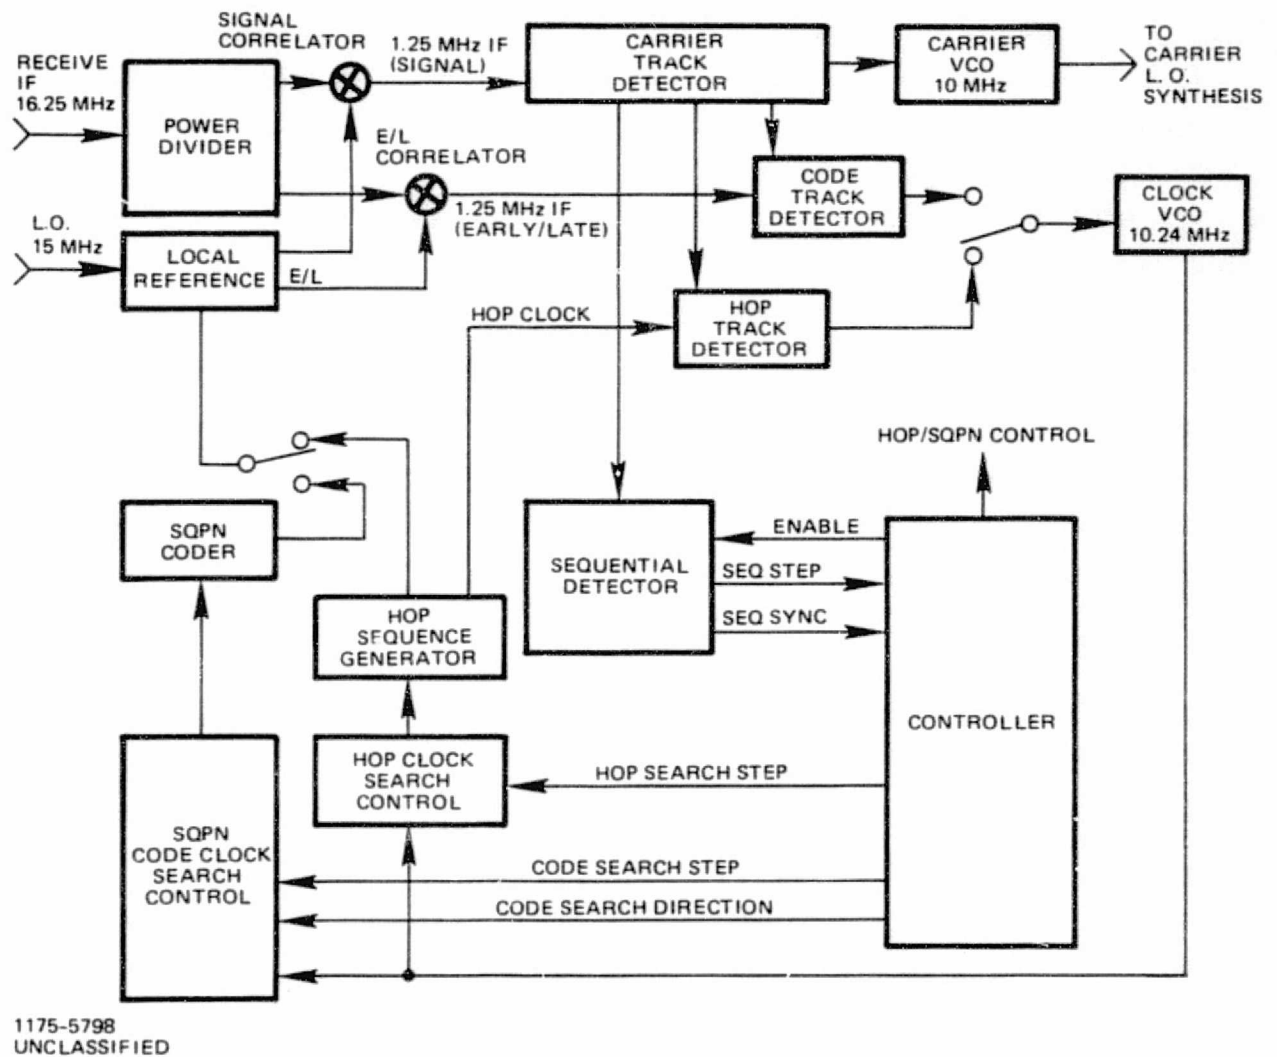 SIGNAL
CORRELATOR
RECEIVE
IF
16.25 MHz
1.25 MHz IF
(SIGNAL)
CARRIER
TRACK
DETECTOR
CARRIER
VCO
10 MHz
TO
CARRIER
L. O.
SYNTHESIS
POWER
DIVIDER
E/L
CORRELATOR
1.25 MHz IF
(EARLY/LATE)
CODE
TRACK
DETECTOR
CLOCK
VCO
10.24 MHz
L.O.
15 MHz
LOCAL
REFERENCE
E/L
HOP CLOCK
HOP
TRACK
DETECTOR
HOP/SQPN CONTROL
SQPN
CODER
SEQUENTIAL
DETECTOR
ENABLE
SEQ STEP
SEQ SYNC
HOP
SEQUENCE
GENERATOR
CONTROLLER
HOP CLOCK
SEARCH
CONTROL
HOP SEARCH STEP
SQPN
CODE CLOCK
SEARCH
CONTROL
CODE SEARCH STEP
CODE SEARCH DIRECTION
1175-5798
UNCLASSIFIED